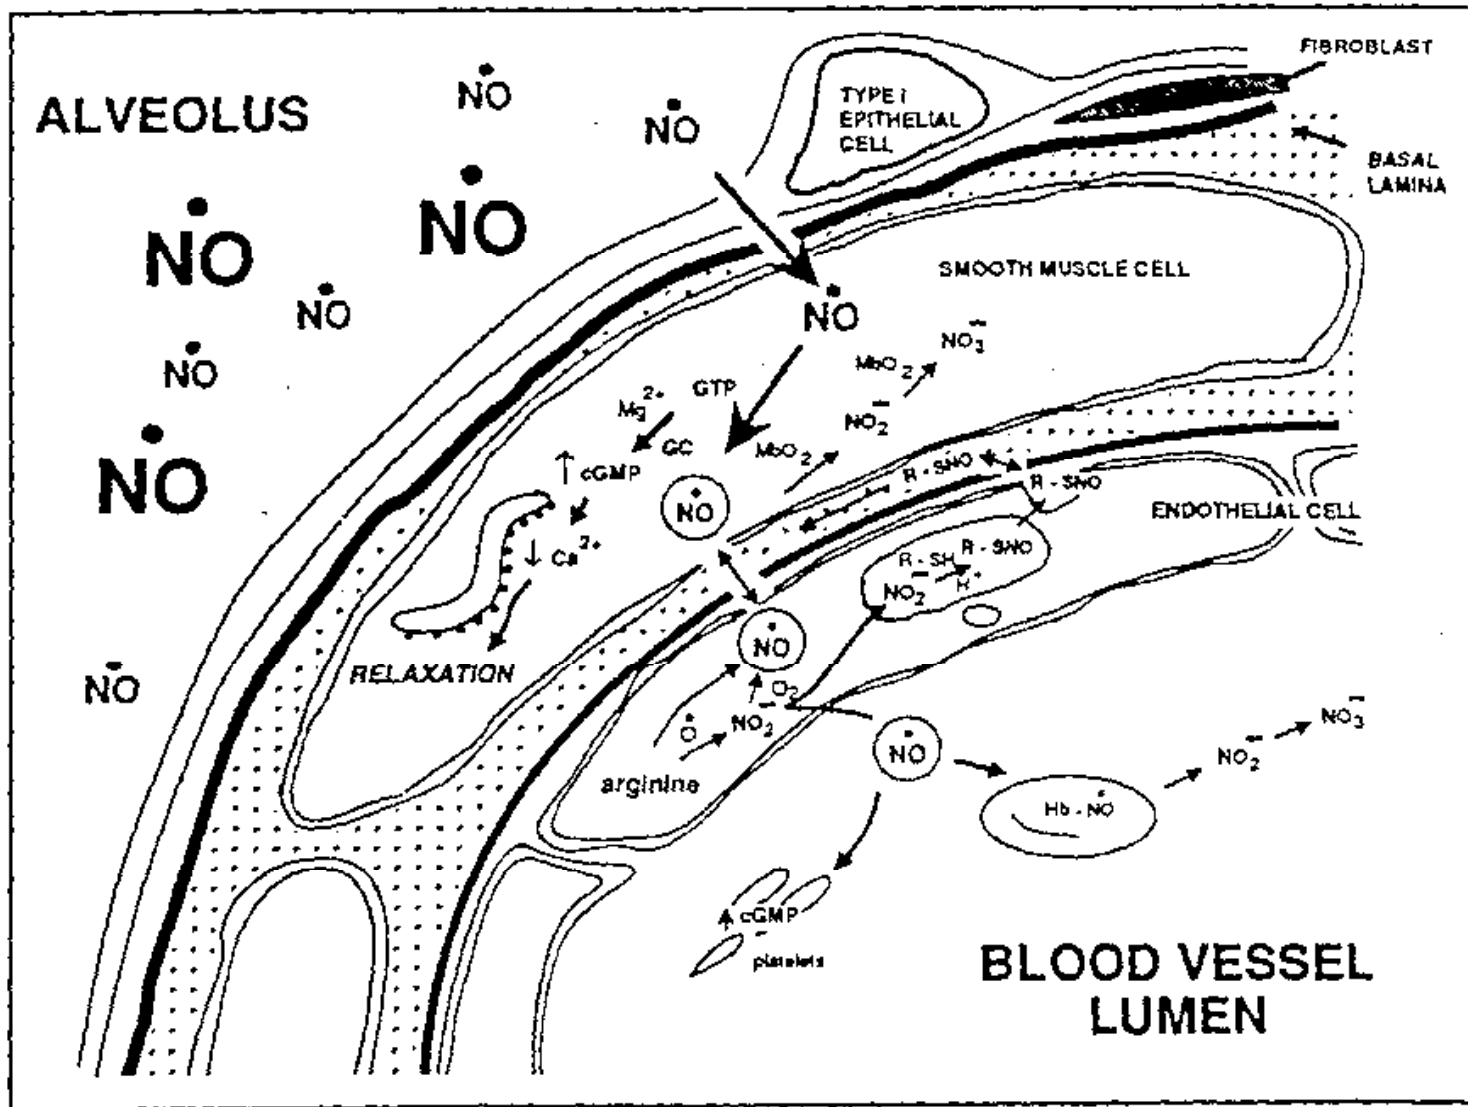 ALVEOLUS
NO
NO
NO
NO
NO
NO
NO
NO
TYPE I
EPITHELIAL
CELL
FIBROBLAST
BASAL
LAMINA
SMOOTH MUSCLE CELL
NO
MbO2
NO3−
NO2−
MbO2
GTP
Mg2+
GC
↑ cGMP
NO
↓ Ca2+
RELAXATION
R - SNO
R - SNO
ENDOTHELIAL CELL
R - SH
R - SNO
NO2−
H+
NO
O2
O
NO2−
arginine
NO
Hb - NO
NO2−
NO3−
↑ cGMP
platelets
BLOOD VESSEL
LUMEN